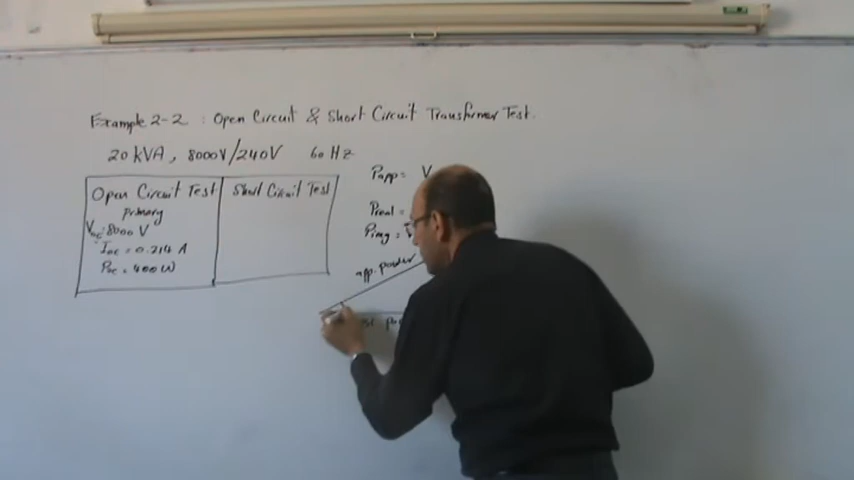 Example 2-2 : Open Circuit & Short Circuit Transformer Test.
20 kVA, 8000V/240V 60 Hz
Open Circuit Test
Primary
Voc=8000 V
Ioc = 0.214 A
Poc = 400 W
Short Circuit Test
Papp= V
Preal =
Pimg =
app. power